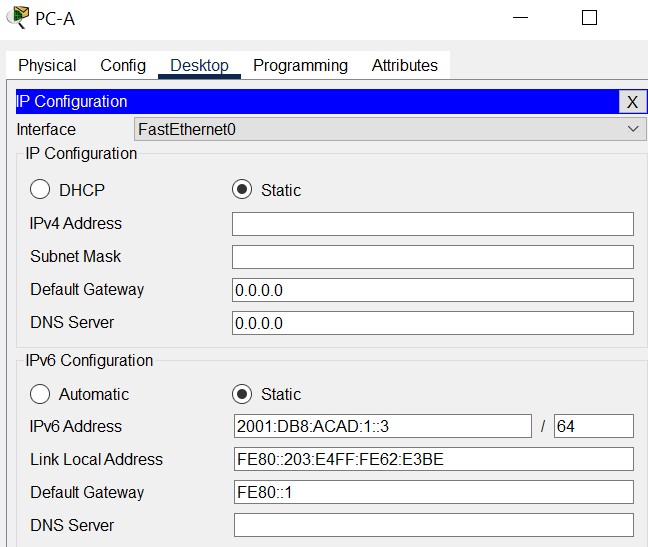 PC-A
Physical Config Desktop Programming Attributes
IP Configuration X
Interface FastEthernet0
IP Configuration
DHCP Static
IPv4 Address
Subnet Mask
Default Gateway 0.0.0.0
DNS Server 0.0.0.0
IPv6 Configuration
Automatic Static
IPv6 Address 2001:DB8:ACAD:1::3 / 64
Link Local Address FE80::203:E4FF:FE62:E3BE
Default Gateway FE80::1
DNS Server